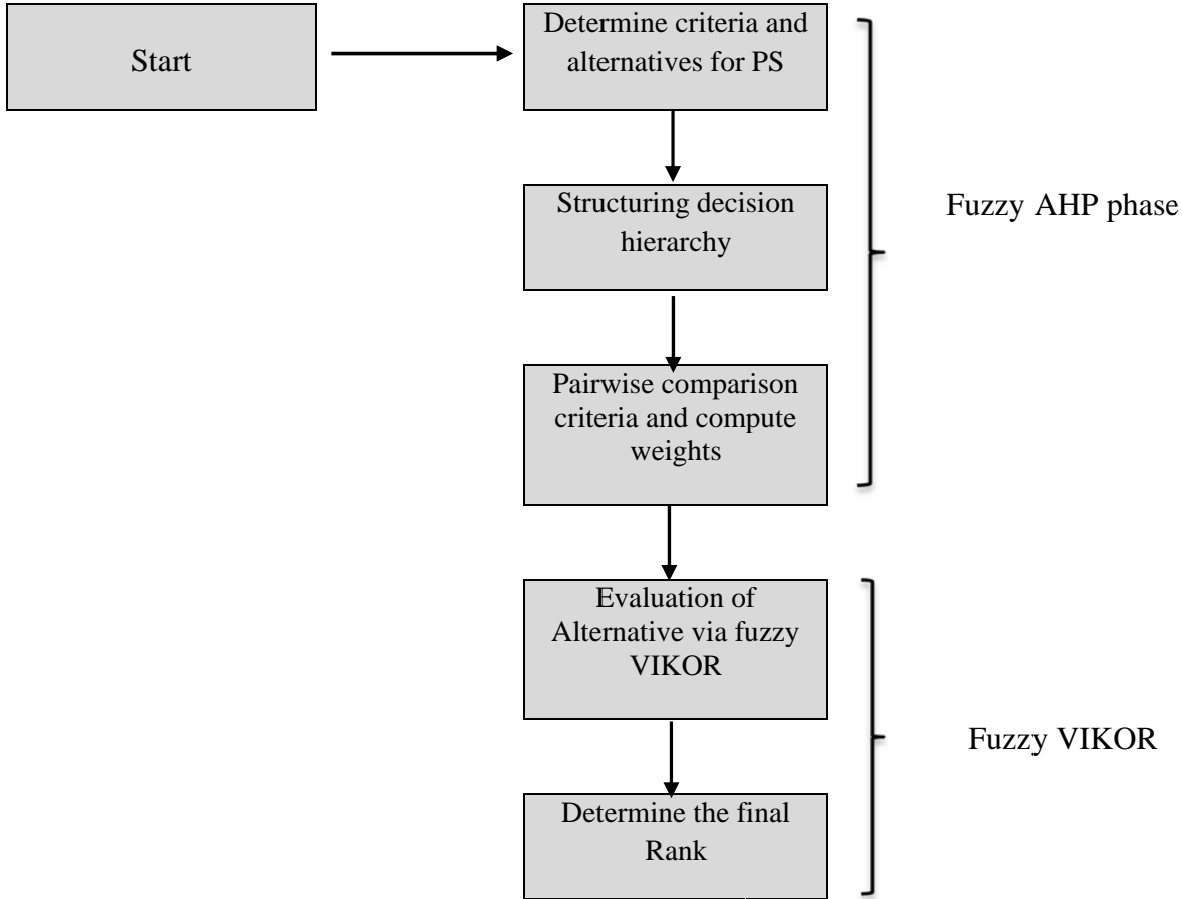 Start
Determine criteria and
alternatives for PS
Structuring decision
hierarchy
Fuzzy AHP phase
Pairwise comparison
criteria and compute
weights
Evaluation of
Alternative via fuzzy
VIKOR
Fuzzy VIKOR
Determine the final
Rank